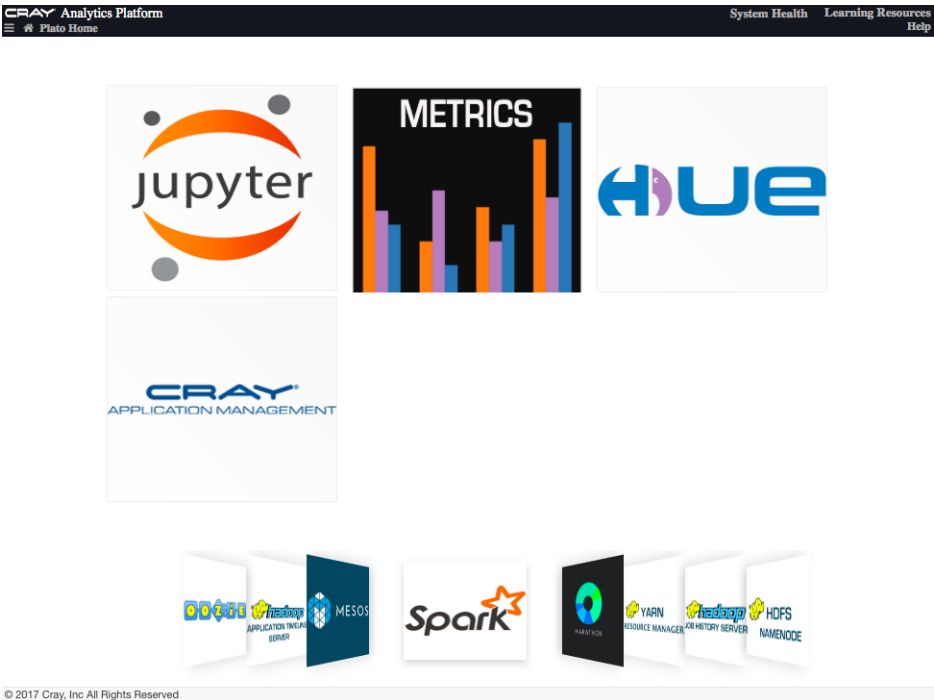 CRAY Analytics Platform
System Health Learning Resources
Plato Home
Help
jupyter
METRICS
HUE
CRAY®
APPLICATION MANAGEMENT
OOZIE
hadoop
APPLICATION TIMELINE
SERVER
MESOS
Spark
MARATHON
YARN
RESOURCE MANAGER
hadoop
JOB HISTORY SERVER
HDFS
NAMENODE
© 2017 Cray, Inc All Rights Reserved